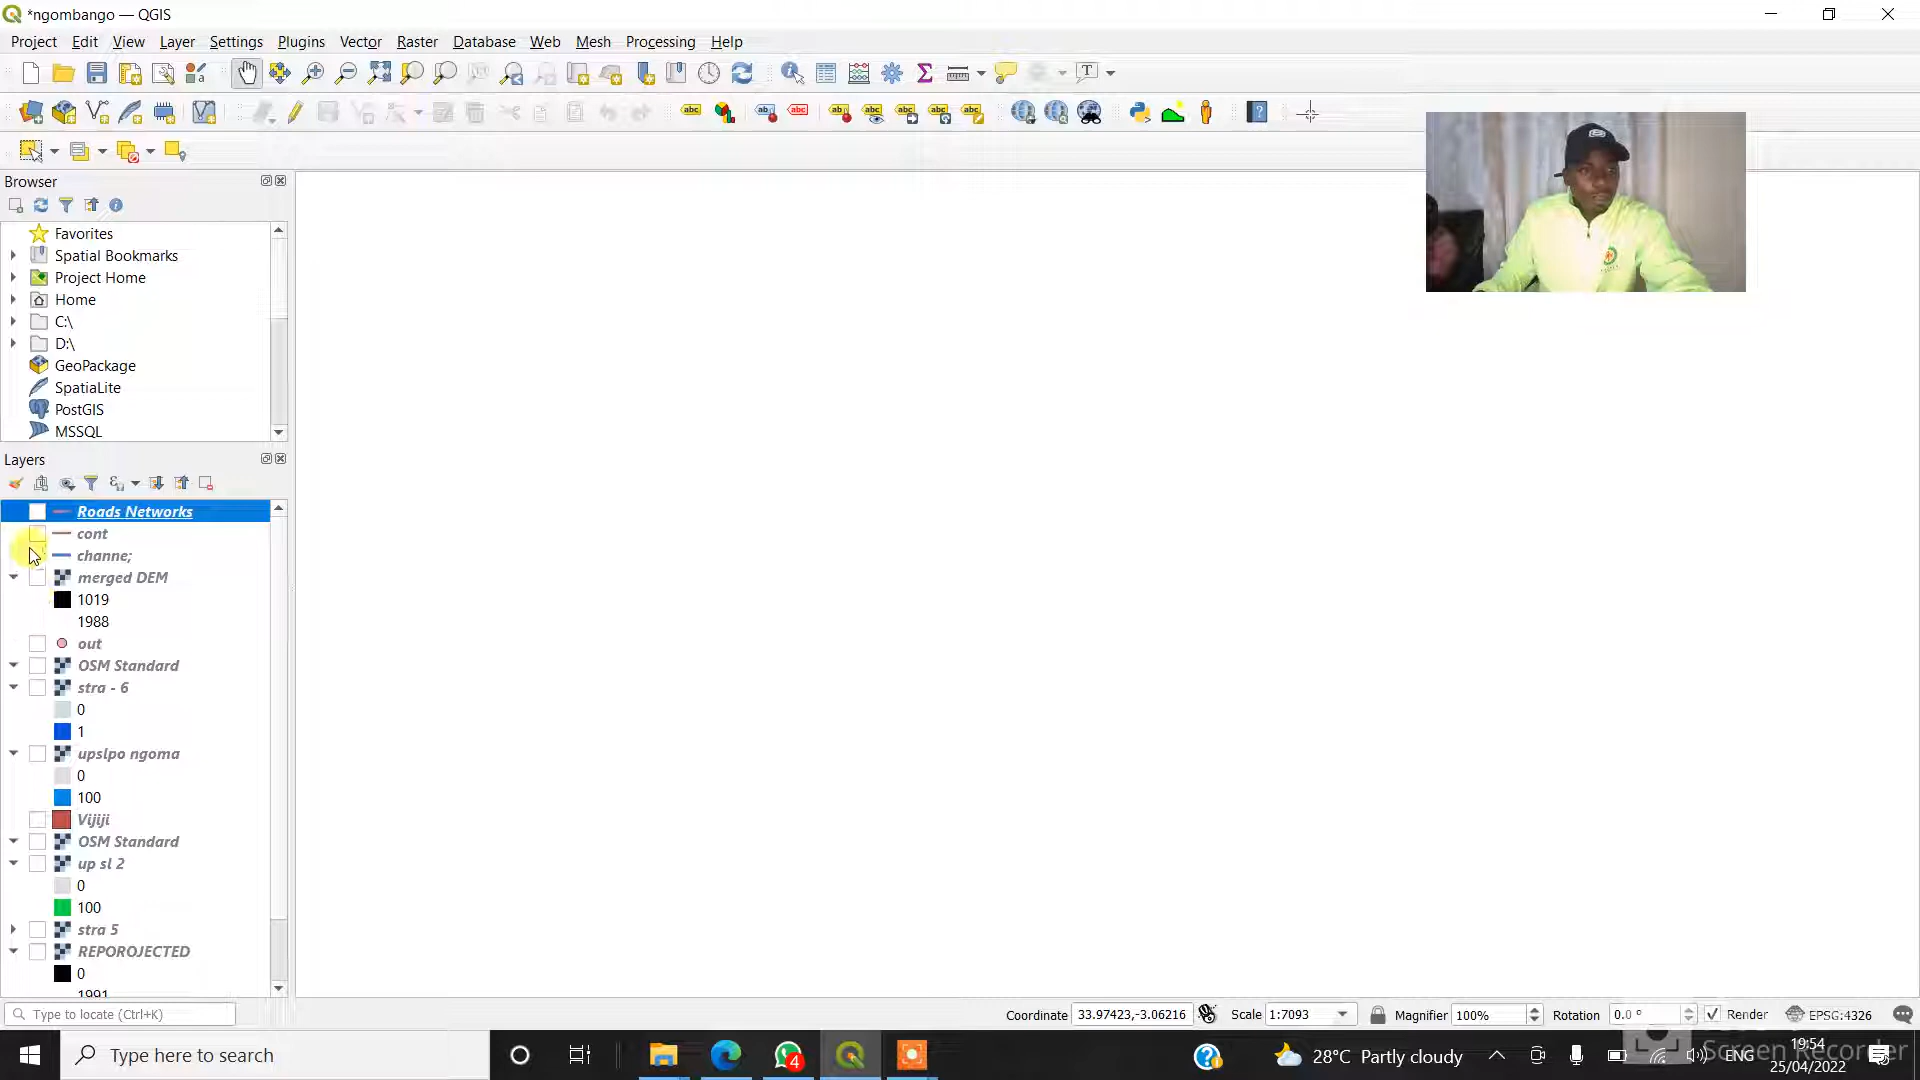 *ngombango — QGIS
Project Edit View Layer Settings Plugins Vector Raster Database Web Mesh Processing Help
Browser
Favorites
Spatial Bookmarks
Project Home
Home
C:\
D:\
GeoPackage
SpatiaLite
PostGIS
MSSQL
Layers
Roads Networks
cont
channe;
merged DEM
1019
1988
out
OSM Standard
stra - 6
0
1
upslpo ngoma
0
100
Vijiji
OSM Standard
up sl 2
0
100
stra 5
REPOROJECTED
0
1991
Type to locate (Ctrl+K)
Coordinate 33.97423,-3.06216 Scale 1:7093 Magnifier 100% Rotation 0.0 ° Render EPSG:4326
Type here to search
4
28°C Partly cloudy
ENG
19:54
25/04/2022
Screen Recorder